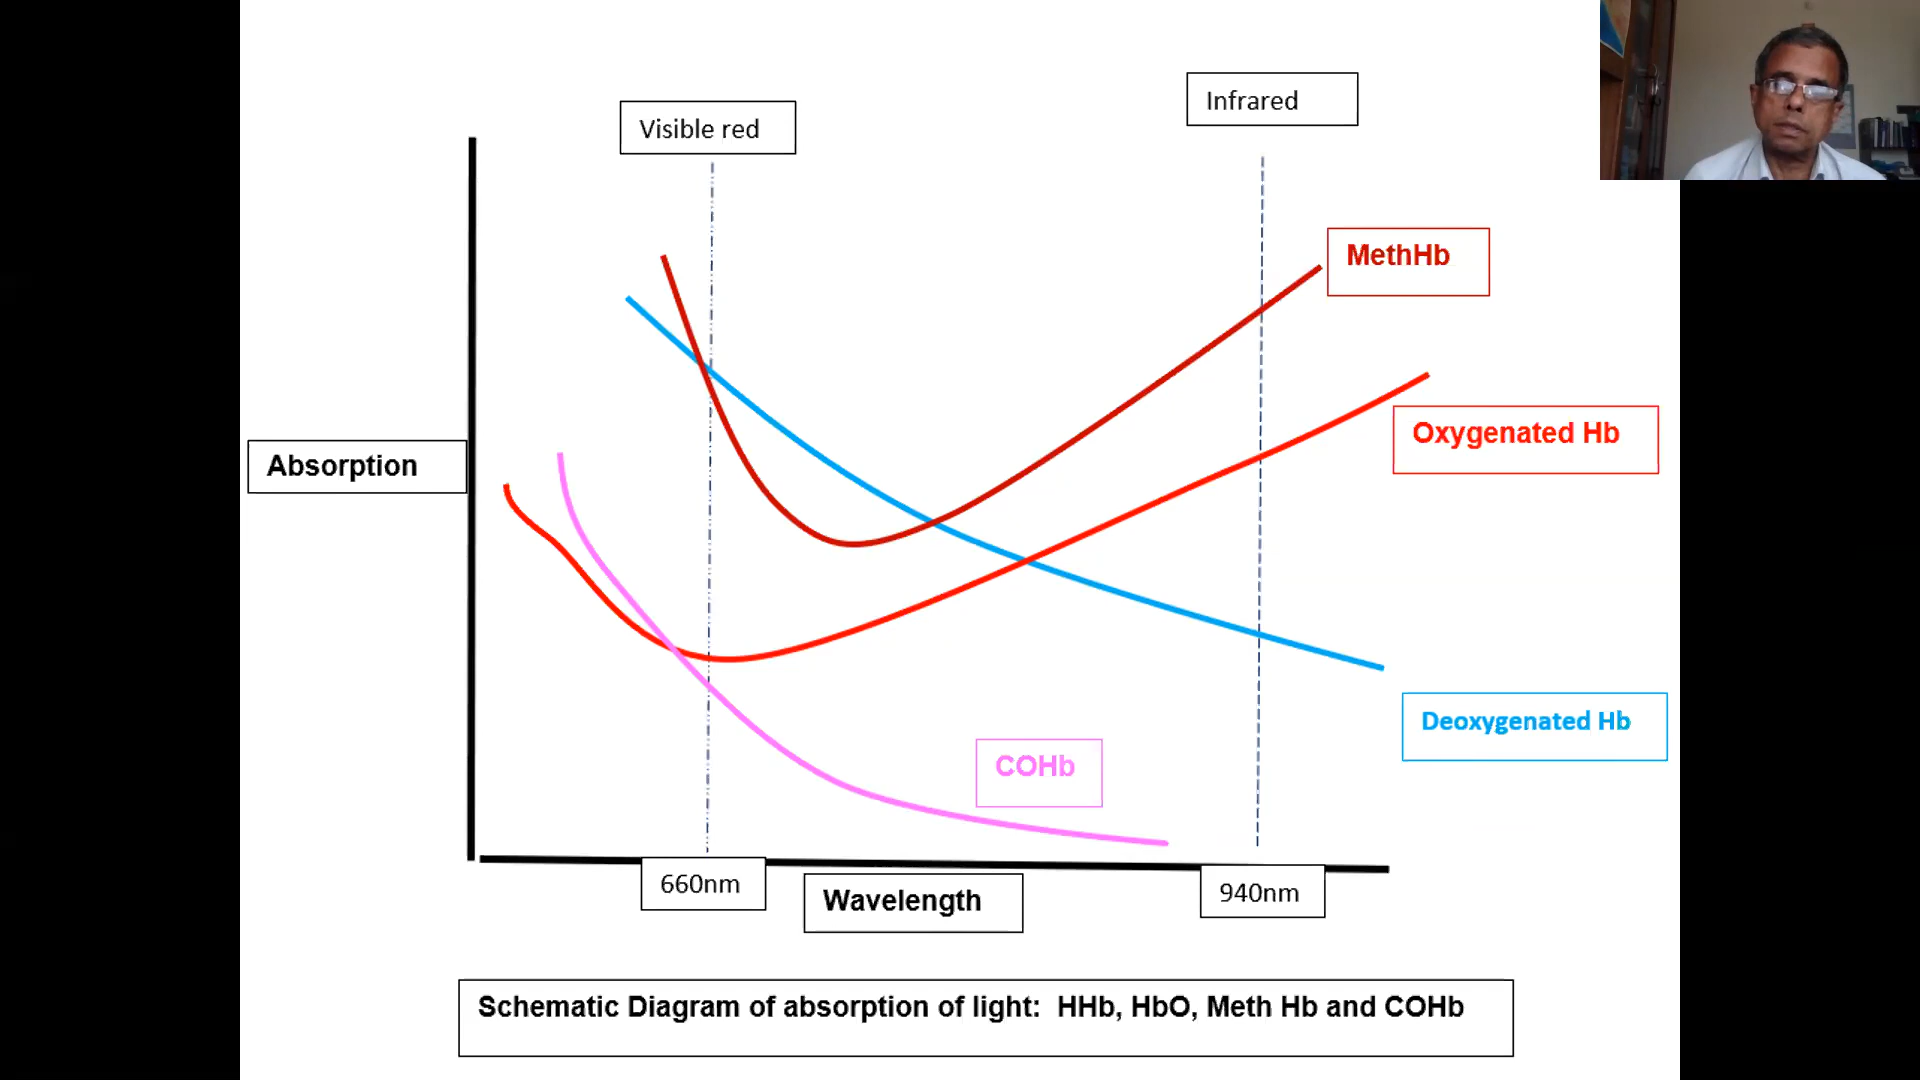 Visible red
Infrared
MethHb
Oxygenated Hb
Absorption
Deoxygenated Hb
COHb
660nm
940nm
Wavelength
Schematic Diagram of absorption of light:  HHb, HbO, Meth Hb and COHb